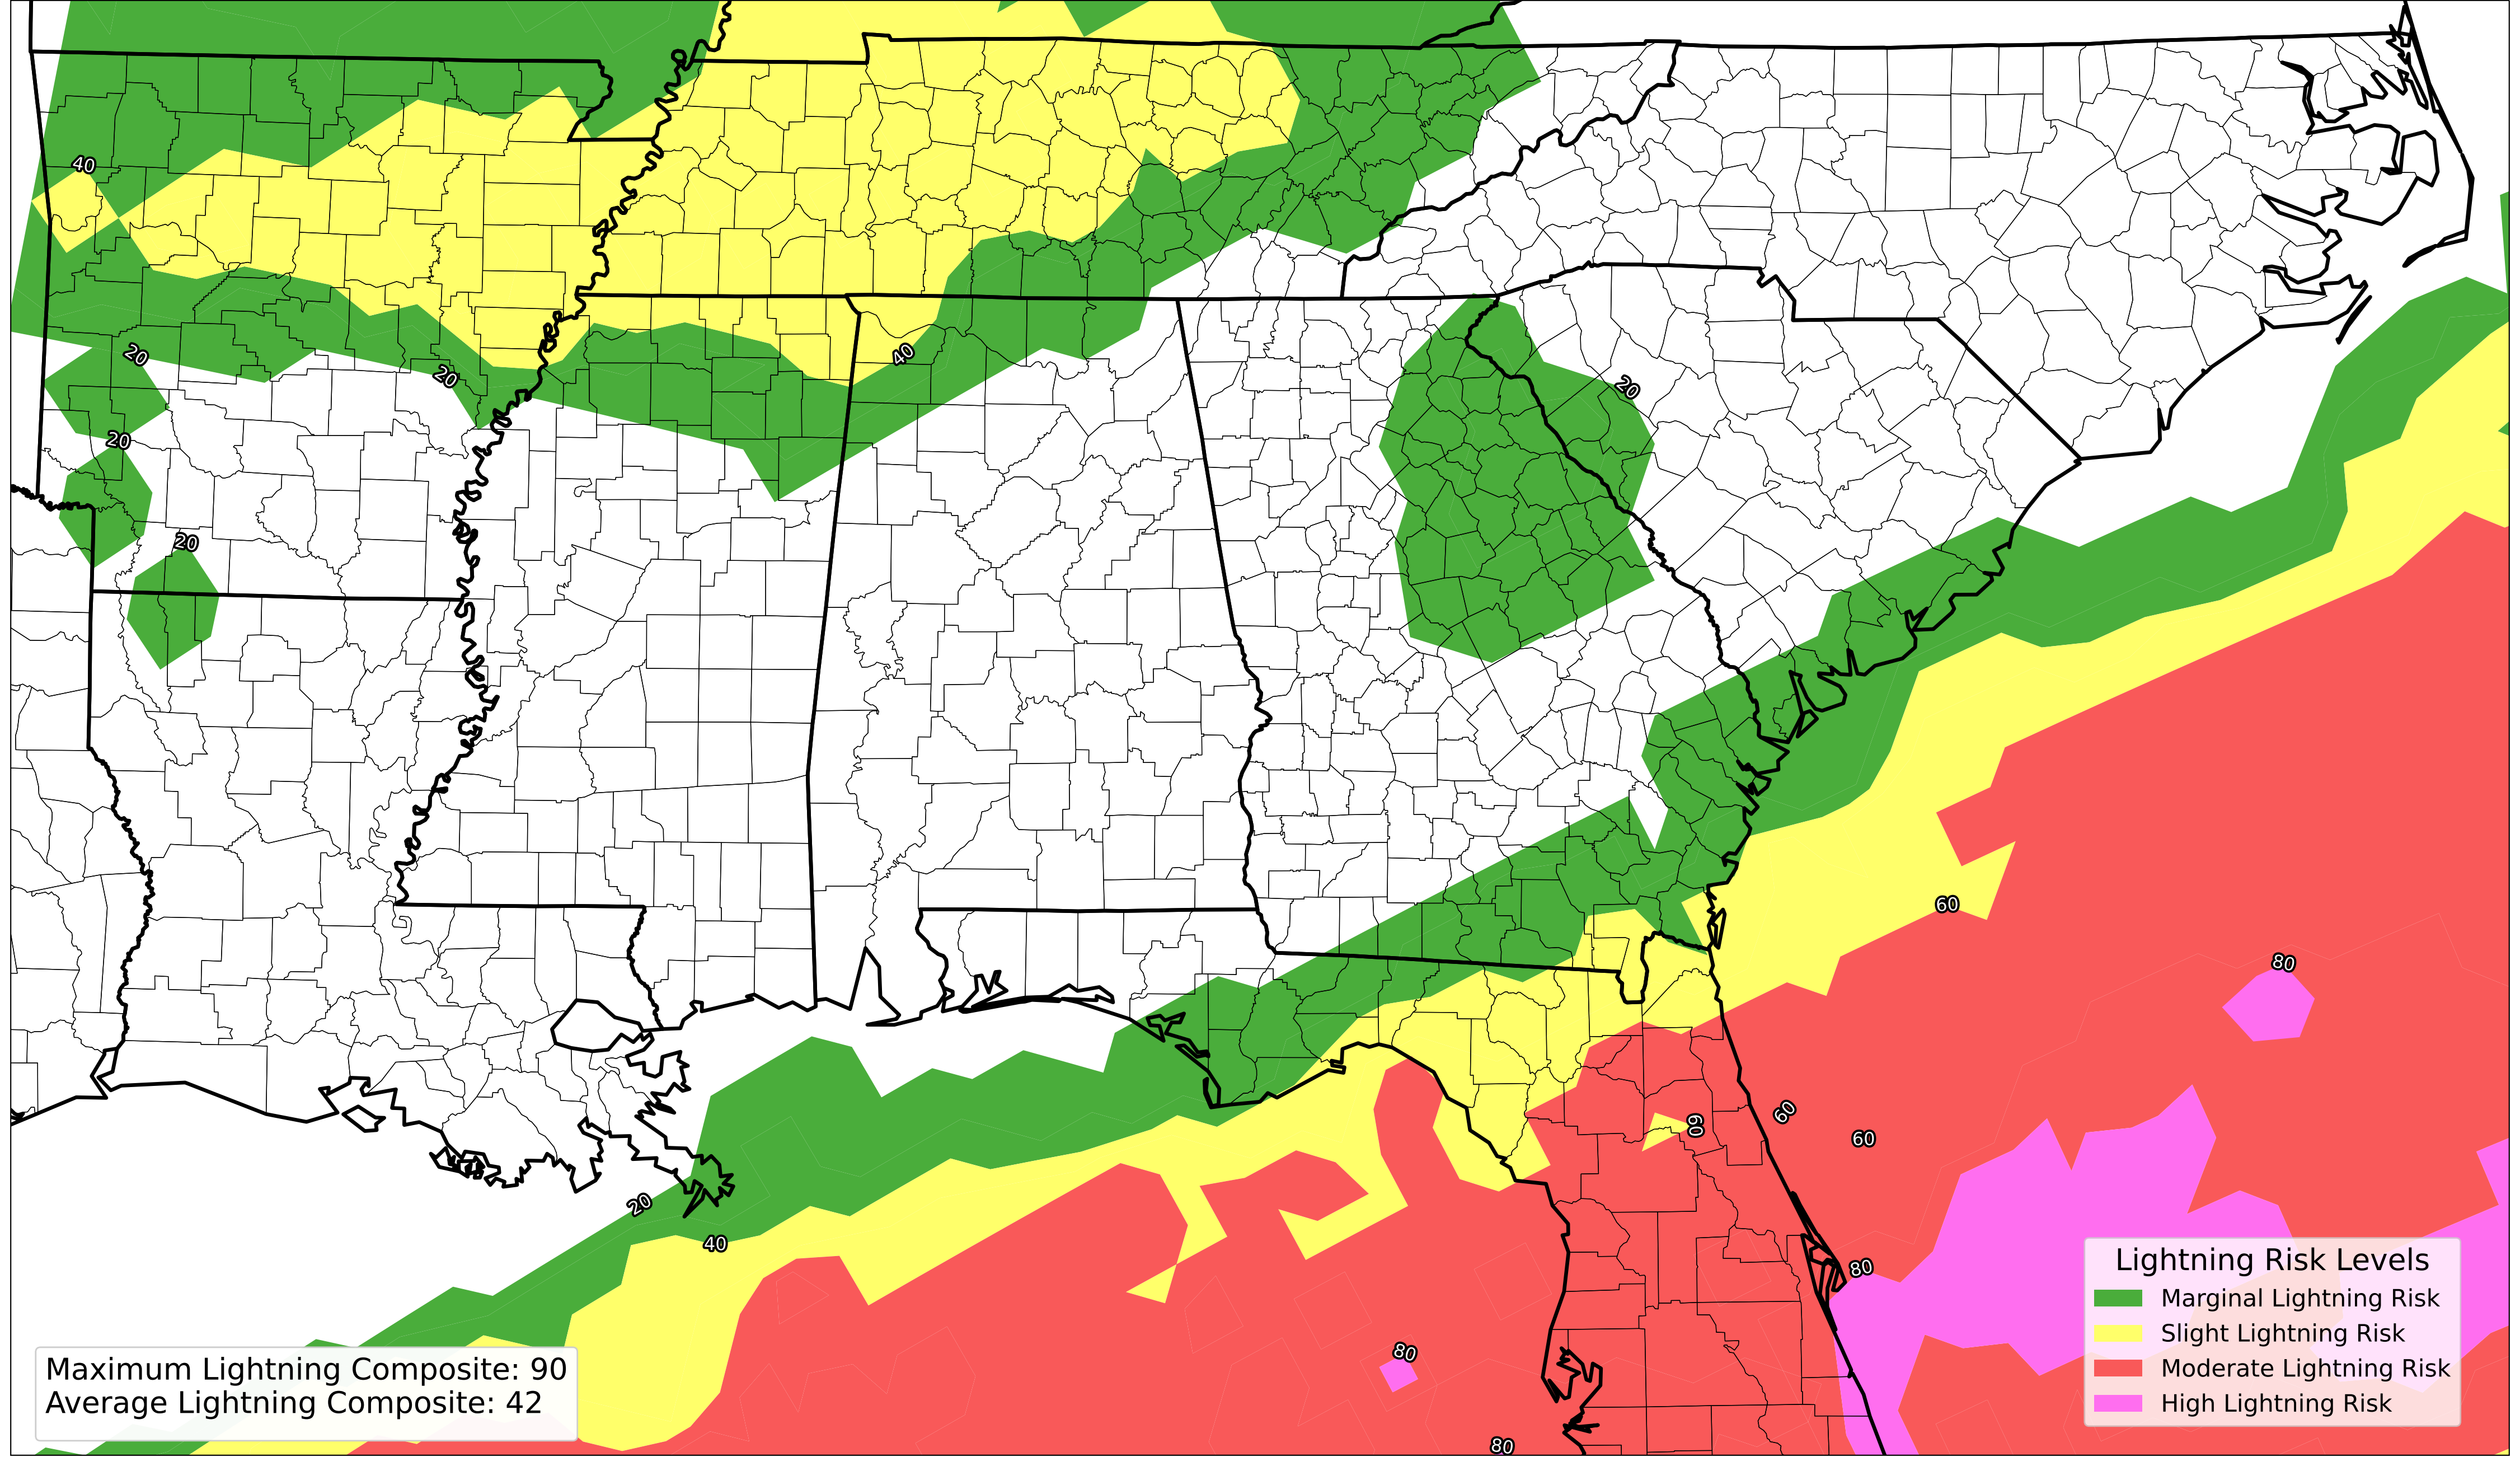 40
20
20
20
20
40
20
60
80
60
60
60
20
40
80
80
80
Lightning Risk Levels
Marginal Lightning Risk
Slight Lightning Risk
Moderate Lightning Risk
High Lightning Risk
Maximum Lightning Composite: 90
Average Lightning Composite: 42